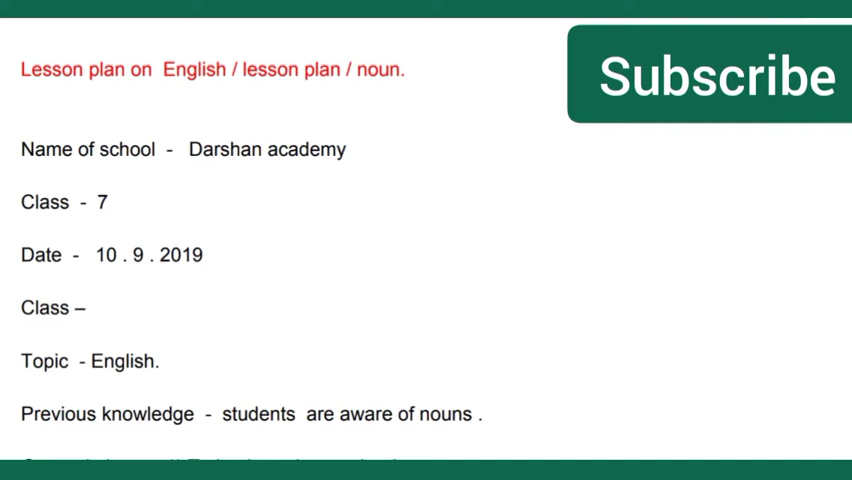 Subscribe
Lesson plan on English / lesson plan / noun.
Name of school - Darshan academy
Class - 7
Date - 10 . 9 . 2019
Class –
Topic - English.
Previous knowledge - students are aware of nouns .